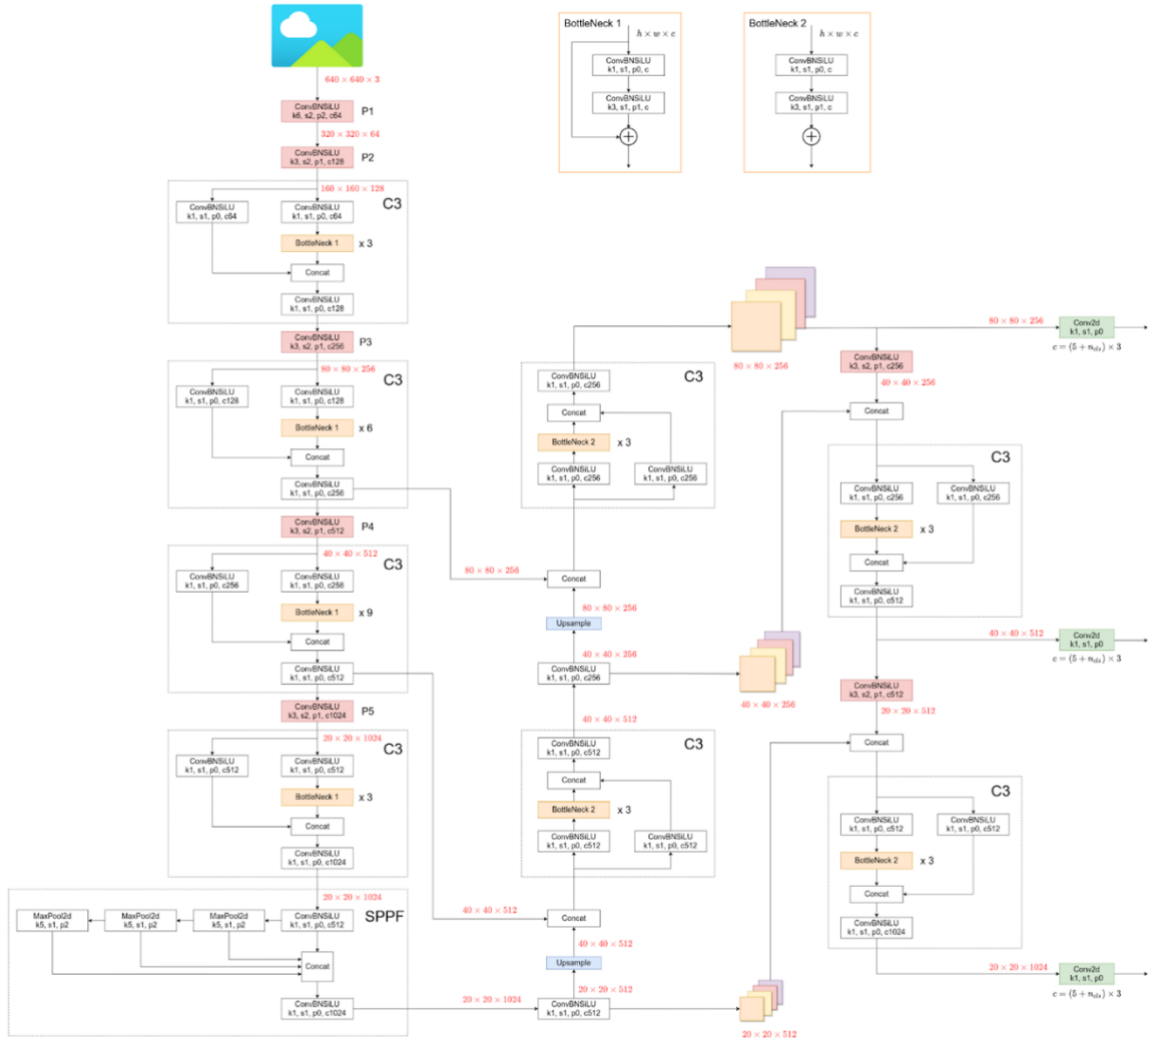 BottleNeck 1
h × w × c
ConvBNSiLU
k1, s1, p0, c
ConvBNSiLU
k3, s1, p1, c
BottleNeck 2
h × w × c
ConvBNSiLU
k1, s1, p0, c
ConvBNSiLU
k3, s1, p1, c
640 × 640 × 3
ConvBNSiLU
k6, s2, p2, c64
P1
320 × 320 × 64
ConvBNSiLU
k3, s2, p1, c128
P2
160 × 160 × 128
C3
ConvBNSiLU
k1, s1, p0, c64
ConvBNSiLU
k1, s1, p0, c64
BottleNeck 1
x 3
Concat
ConvBNSiLU
k1, s1, p0, c128
ConvBNSiLU
k3, s2, p1, c256
P3
80 × 80 × 256
C3
ConvBNSiLU
k1, s1, p0, c128
ConvBNSiLU
k1, s1, p0, c128
BottleNeck 1
x 6
Concat
ConvBNSiLU
k1, s1, p0, c256
ConvBNSiLU
k3, s2, p1, c512
P4
40 × 40 × 512
C3
ConvBNSiLU
k1, s1, p0, c256
ConvBNSiLU
k1, s1, p0, c256
BottleNeck 1
x 9
Concat
ConvBNSiLU
k1, s1, p0, c512
ConvBNSiLU
k3, s2, p1, c1024
P5
20 × 20 × 1024
C3
ConvBNSiLU
k1, s1, p0, c512
ConvBNSiLU
k1, s1, p0, c512
BottleNeck 1
x 3
Concat
ConvBNSiLU
k1, s1, p0, c1024
20 × 20 × 1024
SPPF
MaxPool2d
k5, s1, p2
MaxPool2d
k5, s1, p2
MaxPool2d
k5, s1, p2
ConvBNSiLU
k1, s1, p0, c512
Concat
ConvBNSiLU
k1, s1, p0, c1024
20 × 20 × 1024
C3
ConvBNSiLU
k1, s1, p0, c256
Concat
BottleNeck 2
x 3
ConvBNSiLU
k1, s1, p0, c256
ConvBNSiLU
k1, s1, p0, c256
80 × 80 × 256
Concat
80 × 80 × 256
Upsample
40 × 40 × 256
ConvBNSiLU
k1, s1, p0, c256
40 × 40 × 512
C3
ConvBNSiLU
k1, s1, p0, c512
Concat
BottleNeck 2
x 3
ConvBNSiLU
k1, s1, p0, c512
ConvBNSiLU
k1, s1, p0, c512
40 × 40 × 512
Concat
40 × 40 × 512
Upsample
20 × 20 × 512
ConvBNSiLU
k1, s1, p0, c512
80 × 80 × 256
40 × 40 × 256
20 × 20 × 512
80 × 80 × 256
Conv2d
k1, s1, p0
c = (5 + n_cls) × 3
ConvBNSiLU
k3, s2, p1, c256
40 × 40 × 256
Concat
C3
ConvBNSiLU
k1, s1, p0, c256
ConvBNSiLU
k1, s1, p0, c256
BottleNeck 2
x 3
Concat
ConvBNSiLU
k1, s1, p0, c512
40 × 40 × 512
Conv2d
k1, s1, p0
c = (5 + n_cls) × 3
ConvBNSiLU
k3, s2, p1, c512
20 × 20 × 512
Concat
C3
ConvBNSiLU
k1, s1, p0, c512
ConvBNSiLU
k1, s1, p0, c512
BottleNeck 2
x 3
Concat
ConvBNSiLU
k1, s1, p0, c1024
20 × 20 × 1024
Conv2d
k1, s1, p0
c = (5 + n_cls) × 3